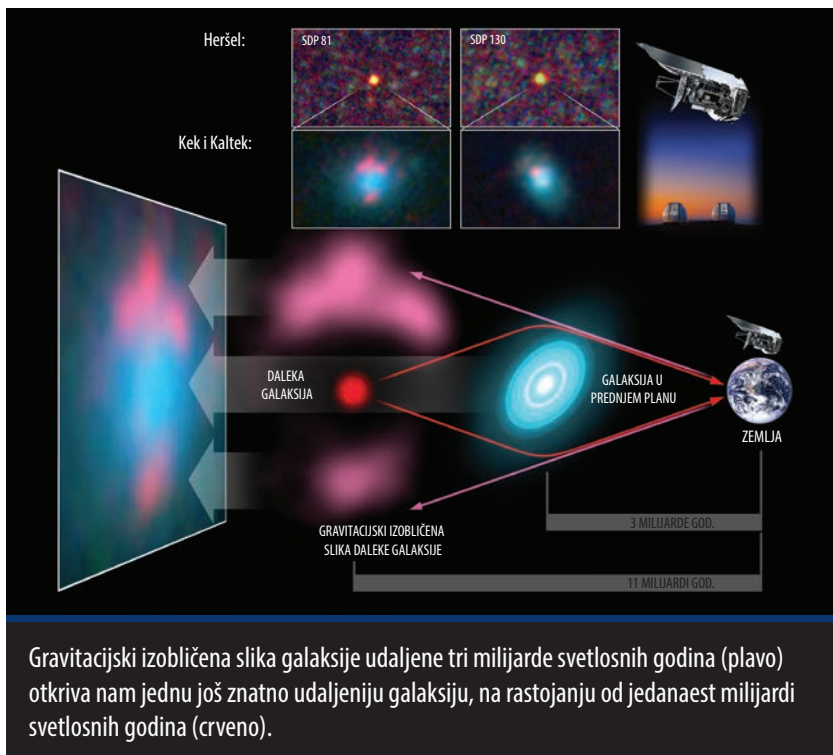 Heršel:
SDP 81
SDP 130
Kek i Kaltek:
DALEKA
GALAKSIJA
GALAKSIJA U
PREDNJEM PLANU
ZEMLJA
GRAVITACIJSKI IZOBLIČENA
SLIKA DALEKE GALAKSIJE
3 MILIJARDE GOD.
11 MILIJARDI GOD.
Gravitacijski izobličena slika galaksije udaljene tri milijarde svetlosnih godina (plavo)
otkriva nam jednu još znatno udaljeniju galaksiju, na rastojanju od jedanaest milijardi
svetlosnih godina (crveno).